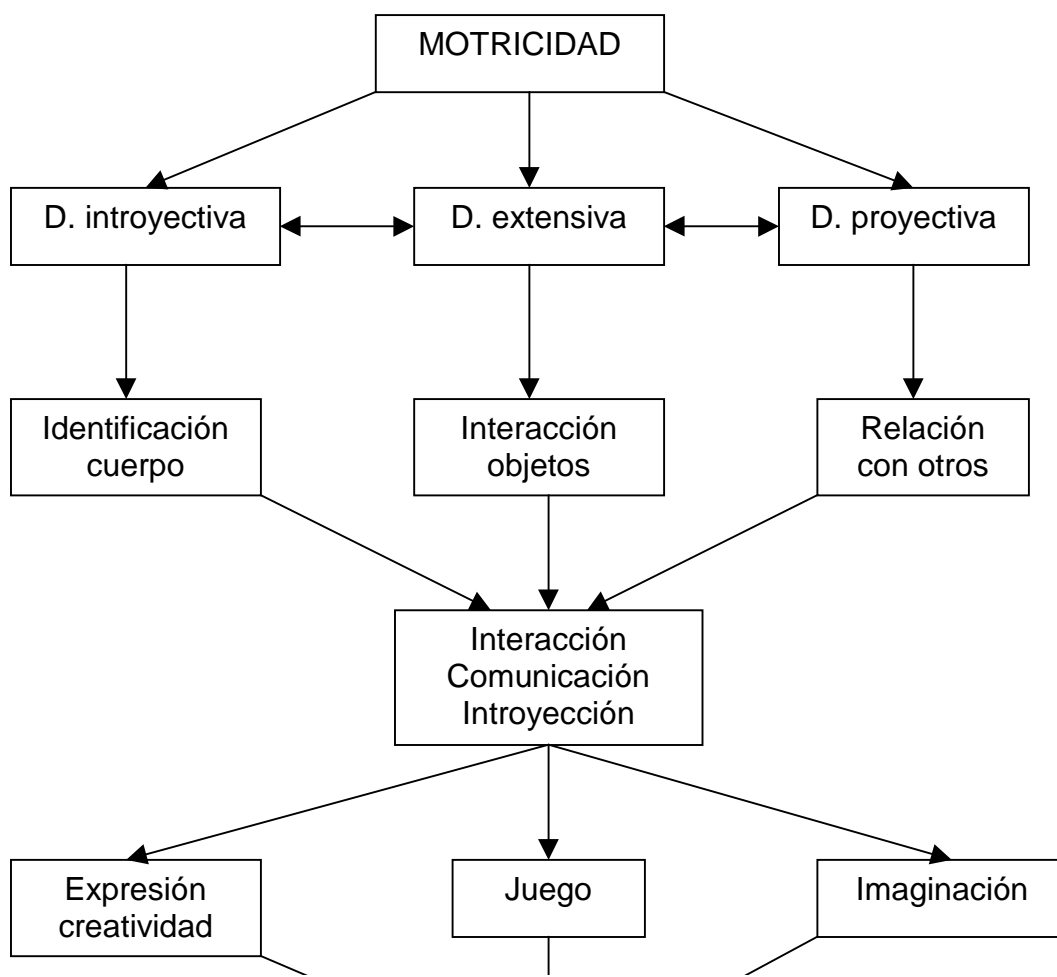 MOTRICIDAD
D. introyectiva
D. extensiva
D. proyectiva
Identificación
cuerpo
Interacción
objetos
Relación
con otros
Interacción
Comunicación
Introyección
Expresión
creatividad
Juego
Imaginación